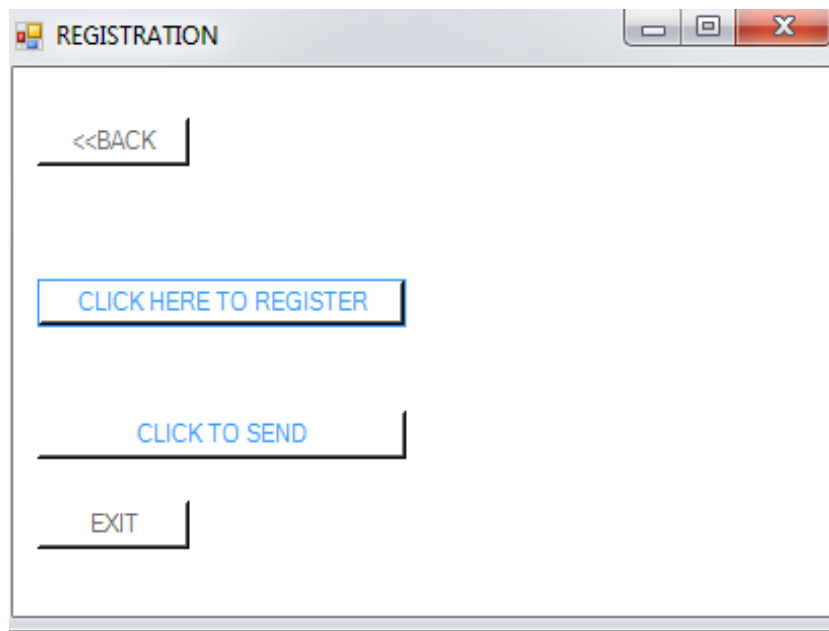 REGISTRATION
<<BACK
CLICK HERE TO REGISTER
CLICK TO SEND
EXIT